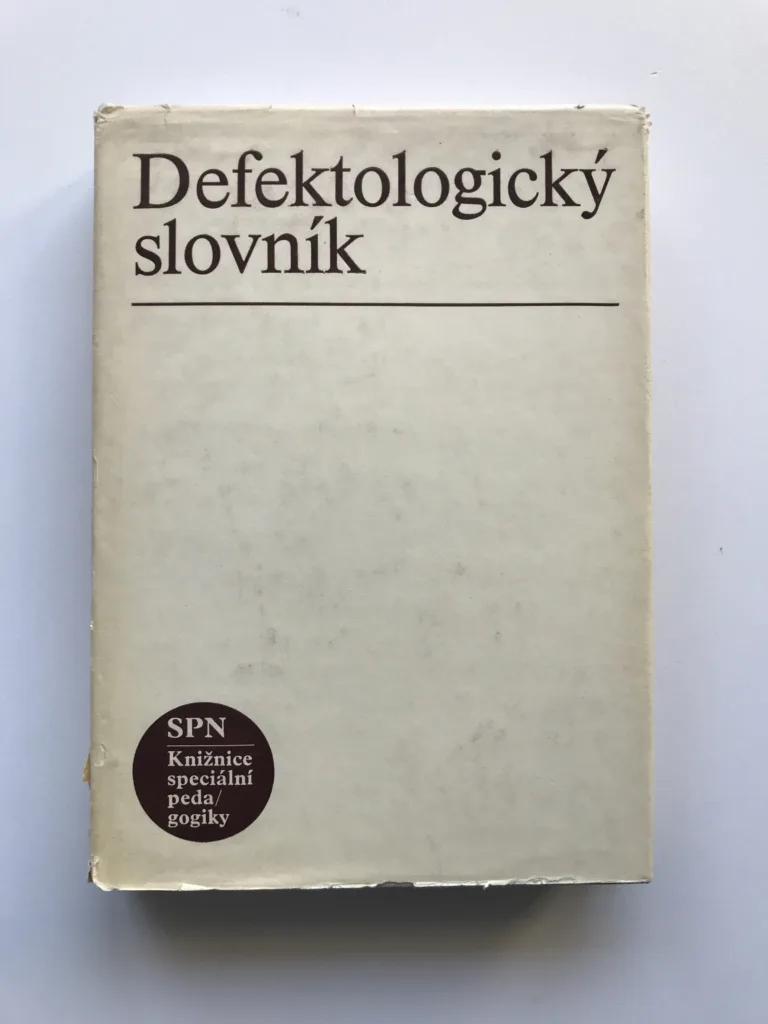 Defektologický
slovník
SPN
Knižnice
speciální
peda/
gogiky